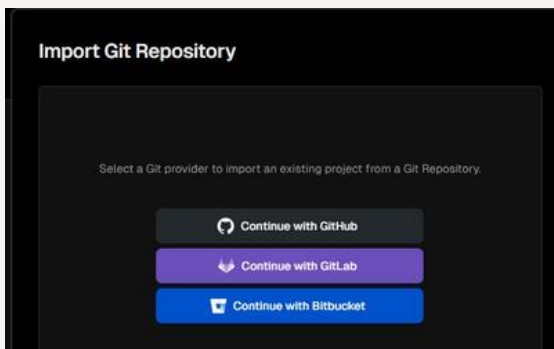 Import Git Repository
Select a Git provider to import an existing project from a Git Repository.
Continue with GitHub
Continue with GitLab
Continue with Bitbucket